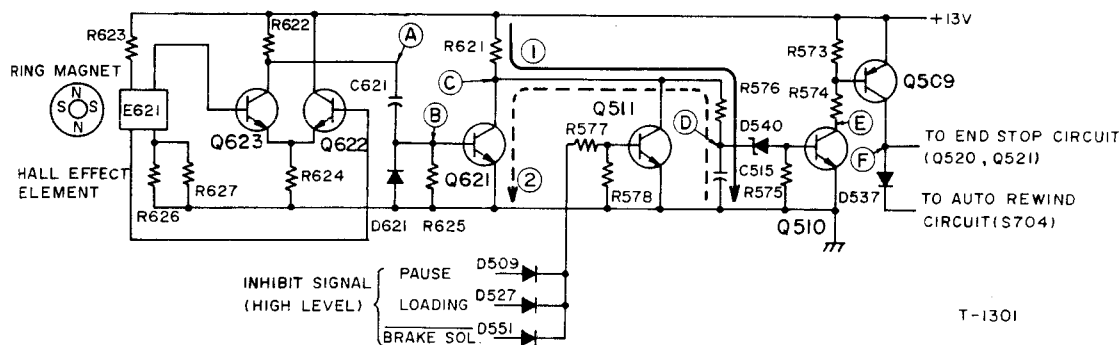 +13V
R623
R622
A
R621
1
R573
RING MAGNET
N
S S
N
E621
C621
C
R576
Q5C9
R574
B
Q511
D
D540
E
HALL EFFECT
ELEMENT
Q623
Q622
R577
TO END STOP CIRCUIT
(Q520, Q521)
F
R627
R624
Q621
2
R578
C515
R575
D537
R626
D621
R625
Q510
TO AUTO REWIND
CIRCUIT(S704)
INHIBIT SIGNAL
(HIGH LEVEL)
PAUSE
D509
LOADING
D527
BRAKE SOL.
D551
T-1301